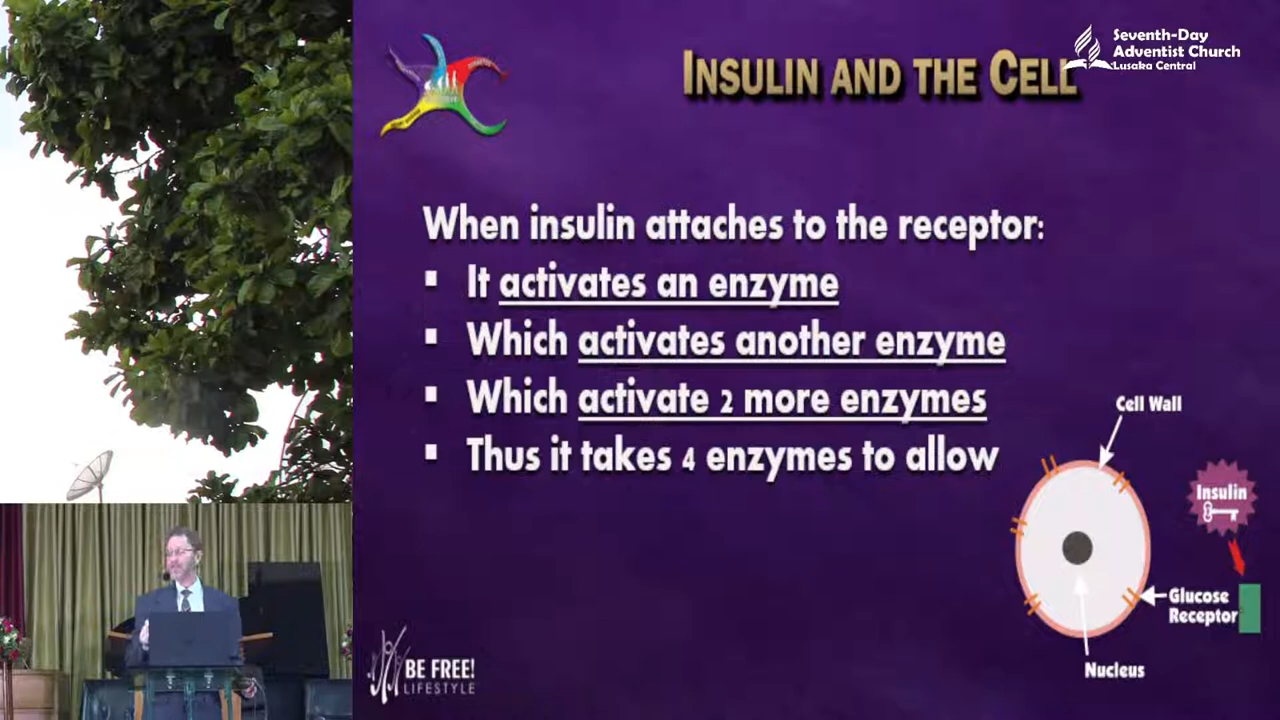 INSULIN AND THE CELL
Seventh-Day
Adventist Church
Lusaka Central
When insulin attaches to the receptor:
▪ It activates an enzyme
▪ Which activates another enzyme
▪ Which activate 2 more enzymes
▪ Thus it takes 4 enzymes to allow
Cell Wall
Insulin
Glucose
Receptor
Nucleus
BE FREE!
LIFESTYLE